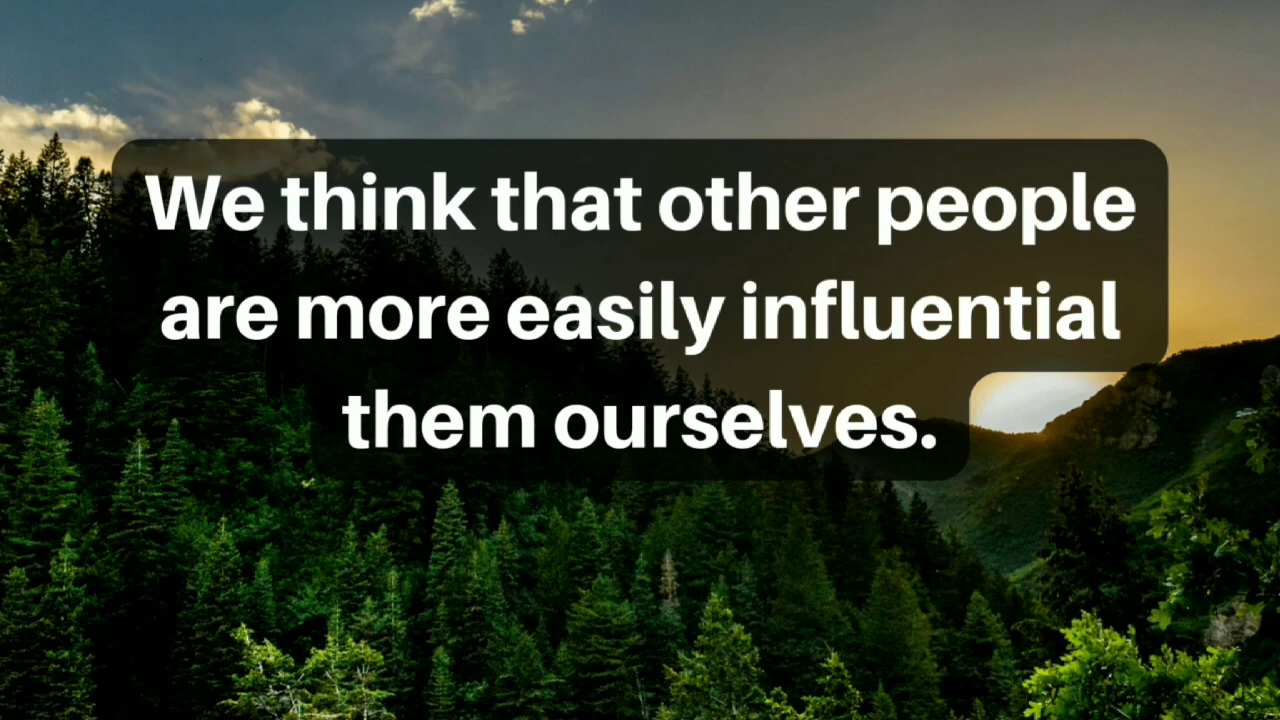 We think that other people
are more easily influential
them ourselves.